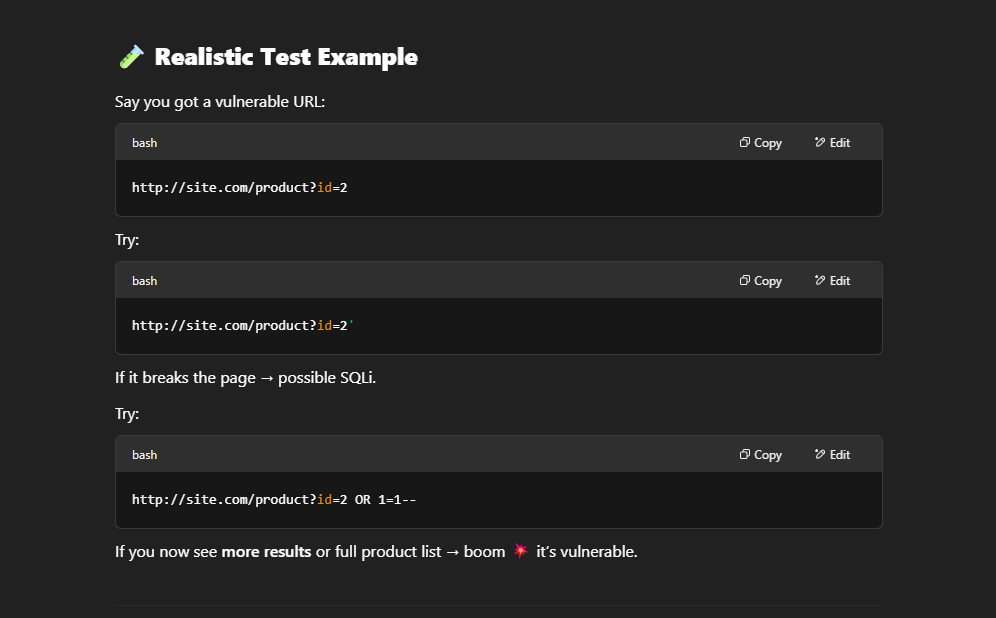 Realistic Test Example
Say you got a vulnerable URL:
bash Copy Edit
http://site.com/product?id=2
Try:
bash Copy Edit
http://site.com/product?id=2'
If it breaks the page → possible SQLi.
Try:
bash Copy Edit
http://site.com/product?id=2 OR 1=1--
If you now see more results or full product list → boom 💥 it's vulnerable.